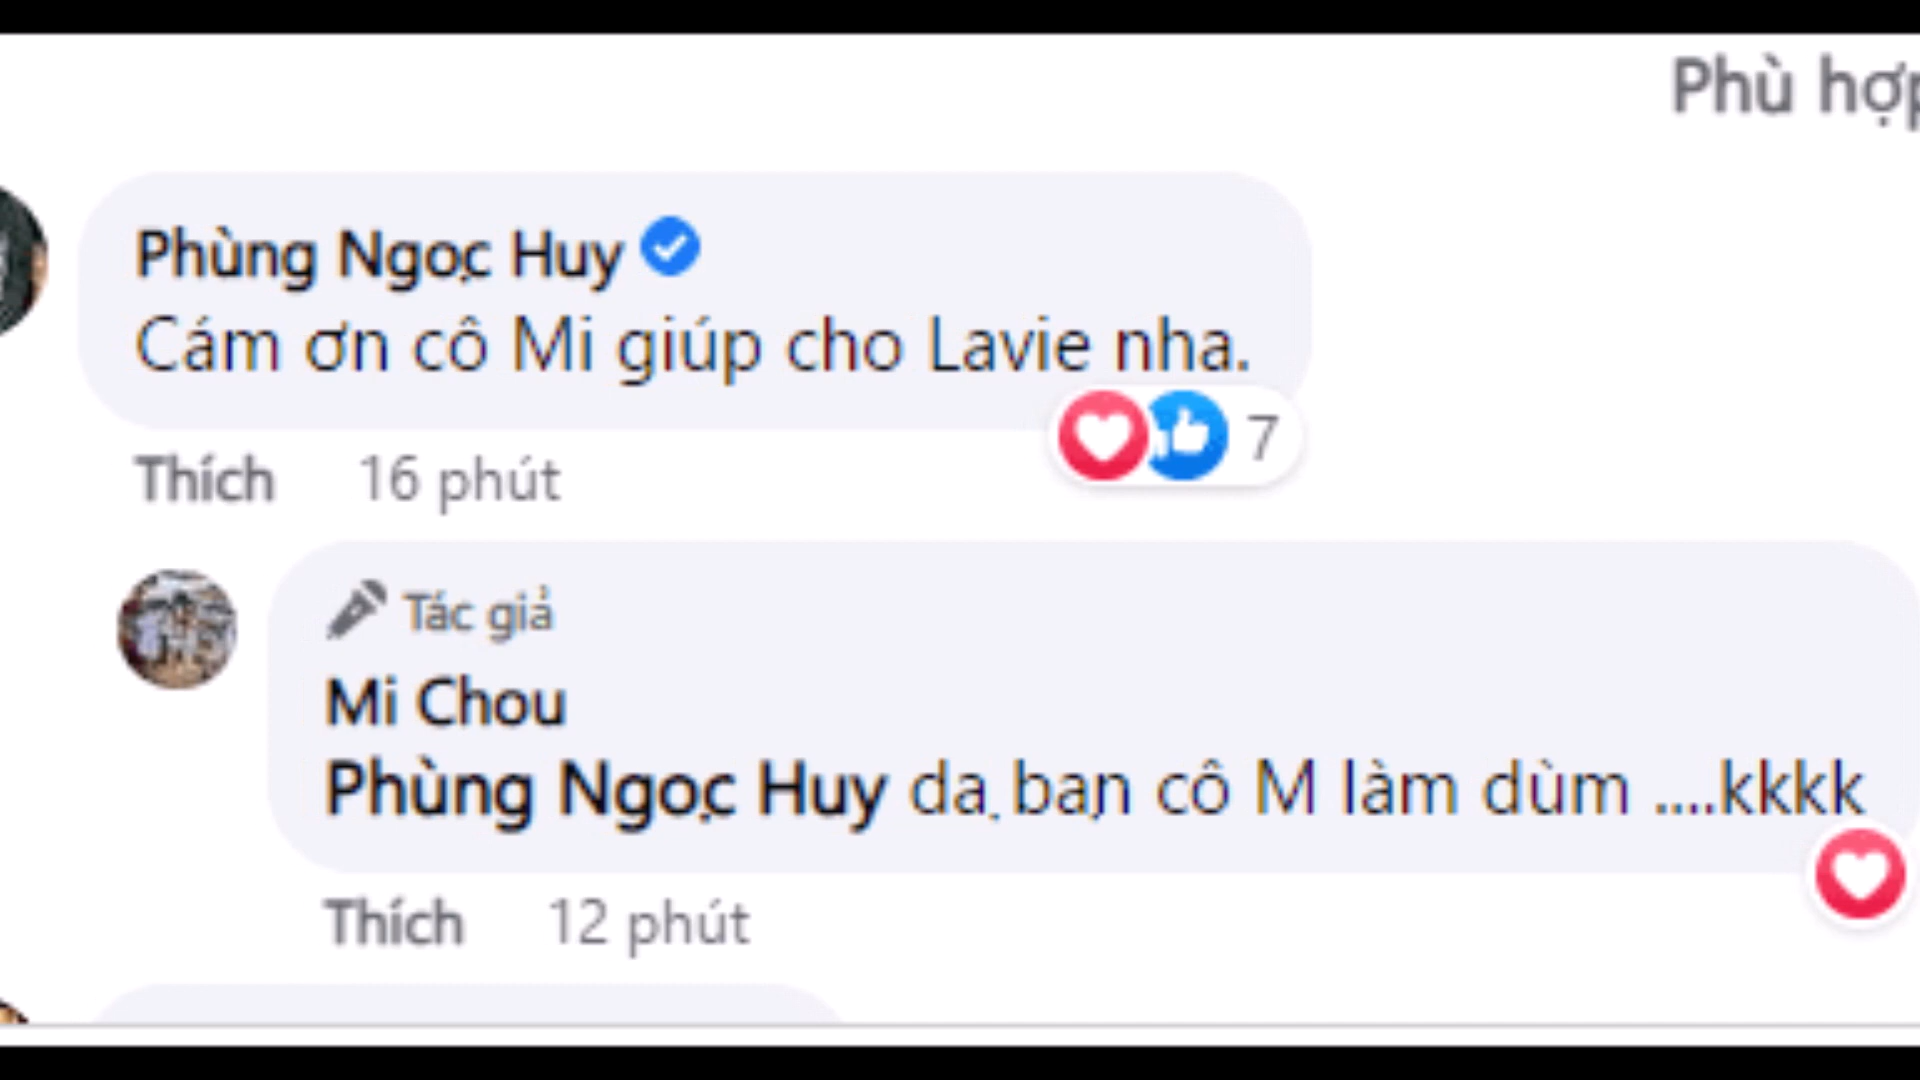 Phù hợp
Phùng Ngọc Huy
Cám ơn cô Mi giúp cho Lavie nha.
7
Thích 16 phút
Tác giả
Mi Chou
Phùng Ngọc Huy dạ bạn cô M làm dùm ....kkkk
Thích 12 phút